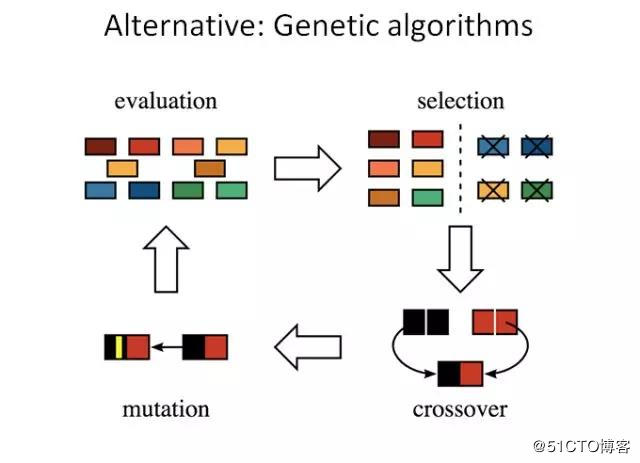 Alternative: Genetic algorithms
evaluation
selection
mutation
crossover
@51CTO博客